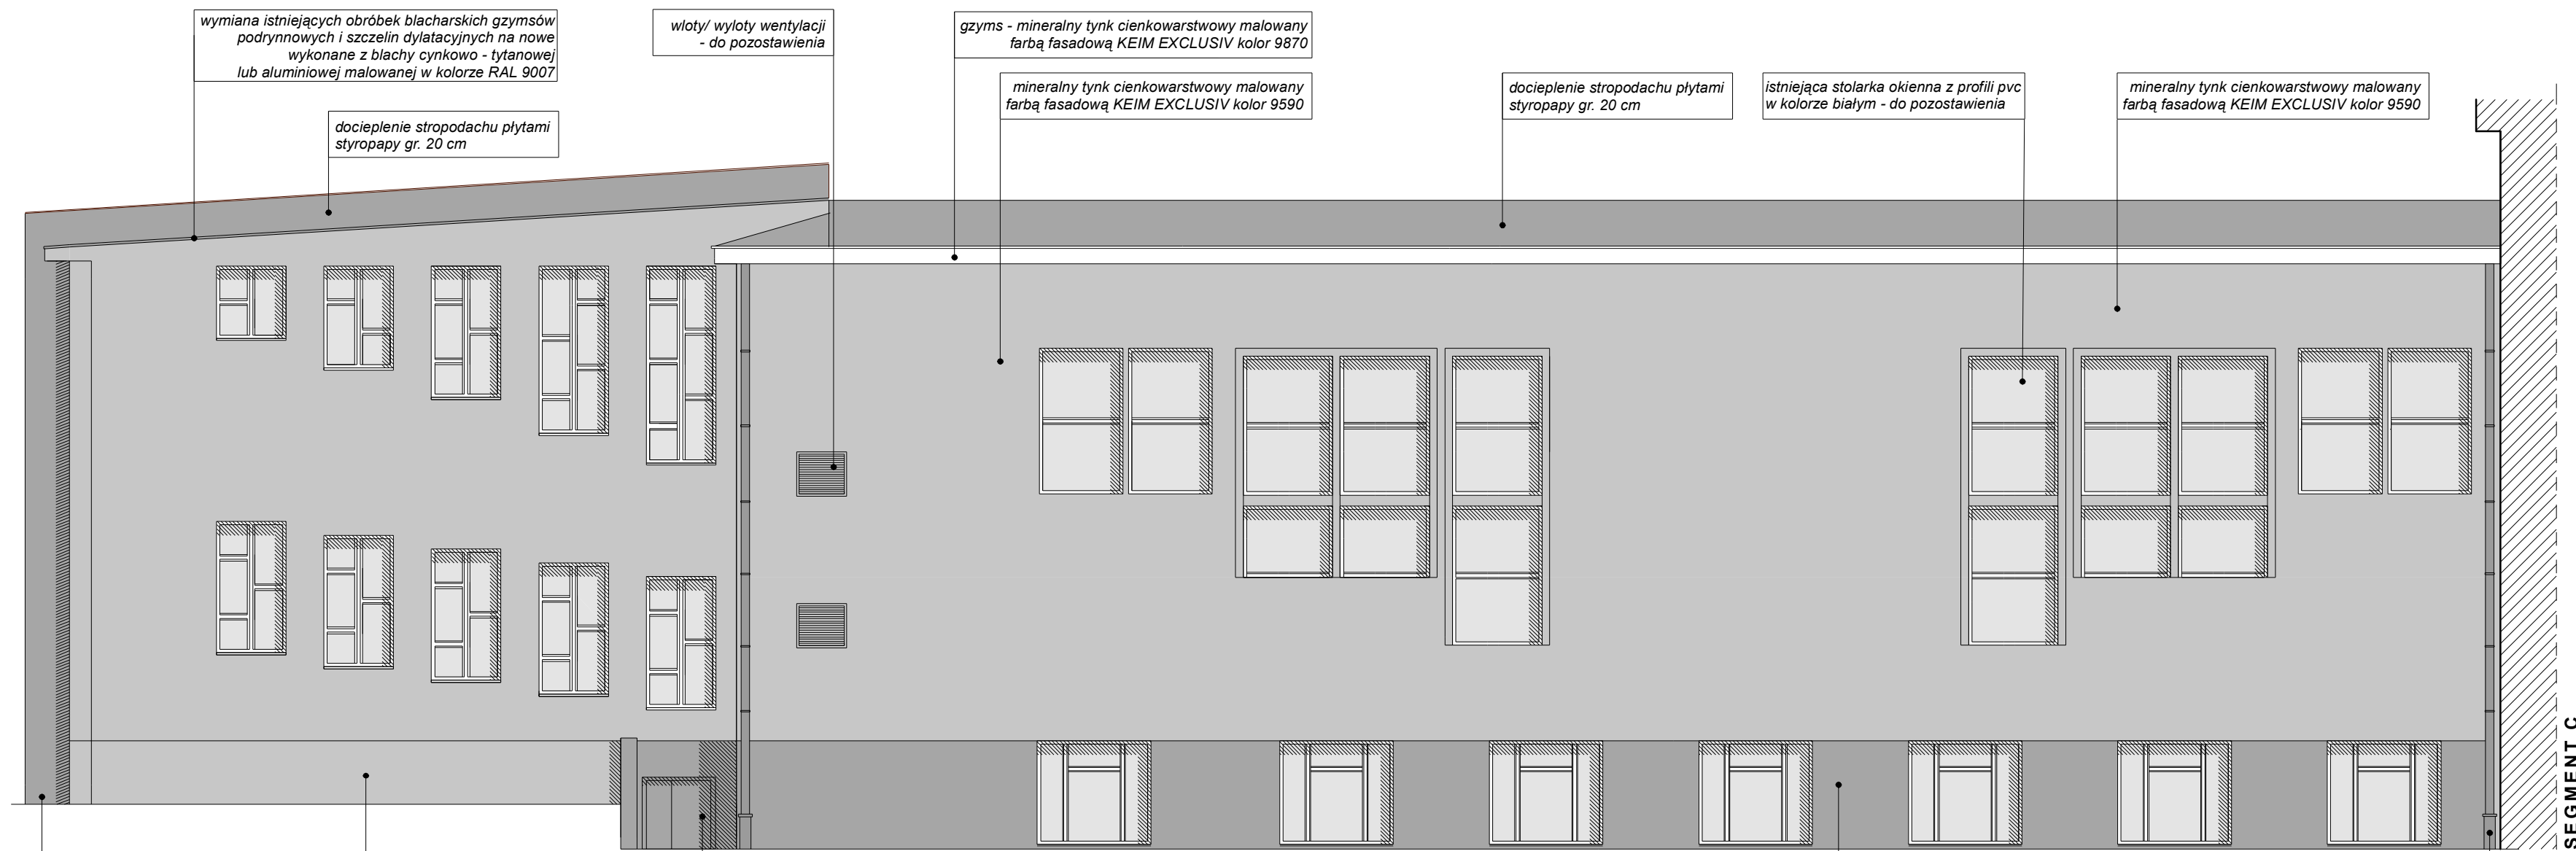 wymiana istniejących obróbek blacharskich gzymsów
podrynnowych i szczelin dylatacyjnych na nowe
wykonane z blachy cynkowo - tytanowej
lub aluminiowej malowanej w kolorze RAL 9007
docieplenie stropodachu płytami
styropapy gr. 20 cm
wloty/ wyloty wentylacji
- do pozostawienia
gzyms - mineralny tynk cienkowarstwowy malowany
farbą fasadową KEIM EXCLUSIV kolor 9870
mineralny tynk cienkowarstwowy malowany
farbą fasadową KEIM EXCLUSIV kolor 9590
docieplenie stropodachu płytami
styropapy gr. 20 cm
istniejąca stolarka okienna z profili pvc
w kolorze białym - do pozostawienia
mineralny tynk cienkowarstwowy malowany
farbą fasadową KEIM EXCLUSIV kolor 9590
SEGMENT C